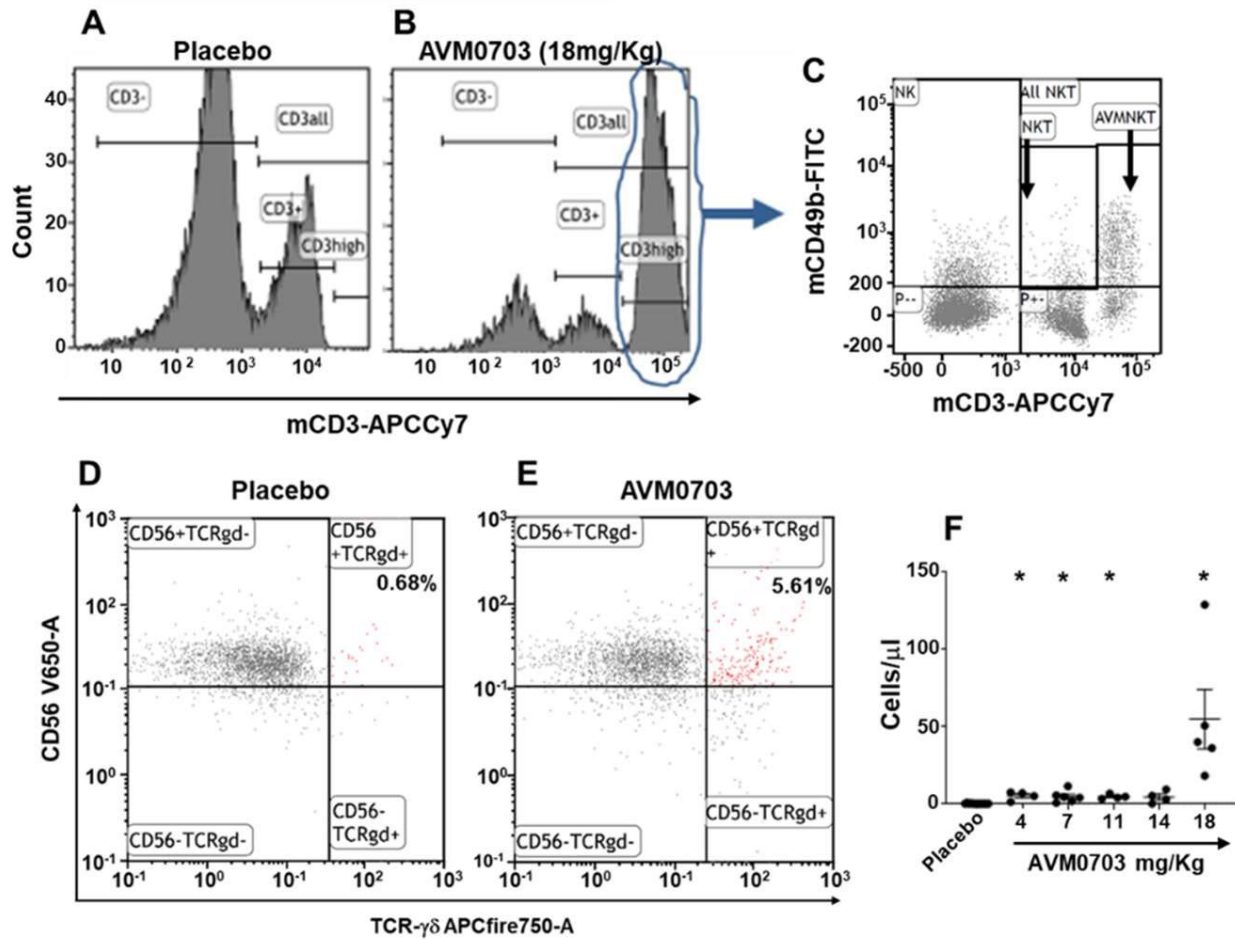 A
Placebo
B
AVM0703 (18mg/Kg)
C
CD3-
CD3all
CD3+
CD3high
40
30
20
10
0
Count
10
10²
10³
10⁴
CD3-
CD3all
CD3+
CD3high
10
10²
10³
10⁴
10⁵
mCD3-APCCy7
NK
All NKT
NKT
AVMNKT
P--
P+-
10⁵
10⁴
10³
200
0
-200
mCD49b-FITC
-500
0
10³
10⁴
10⁵
mCD3-APCCy7
D
Placebo
E
AVM0703
CD56+TCRgd-
CD56
+TCRgd+
0.68%
CD56-TCRgd-
CD56-
TCRgd+
10³
10²
10⁻¹
10⁰
10⁻¹
CD56 V650-A
10⁻¹
10⁰
10⁻¹
10²
10³
CD56+TCRgd-
CD56+TCRgd
+
5.61%
CD56-TCRgd-
CD56-TCRgd+
10³
10²
10⁻¹
10⁰
10⁻¹
10⁻¹
10⁰
10⁻¹
10²
10³
TCR-γδ APCfire750-A
F
150
100
50
0
Cells/µl
* * * *
Placebo
4
7
11
14
18
AVM0703 mg/Kg